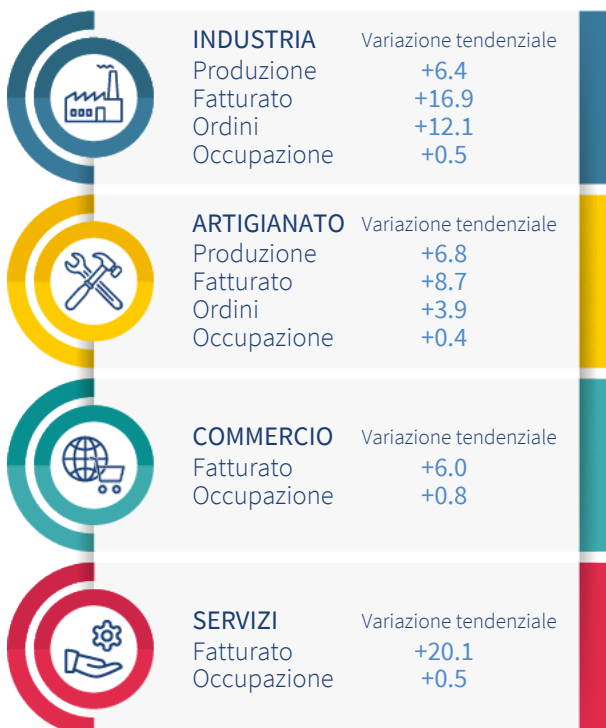 INDUSTRIA Variazione tendenziale
Produzione +6.4
Fatturato +16.9
Ordini +12.1
Occupazione +0.5
ARTIGIANATO Variazione tendenziale
Produzione +6.8
Fatturato +8.7
Ordini +3.9
Occupazione +0.4
COMMERCIO Variazione tendenziale
Fatturato +6.0
Occupazione +0.8
SERVIZI Variazione tendenziale
Fatturato +20.1
Occupazione +0.5